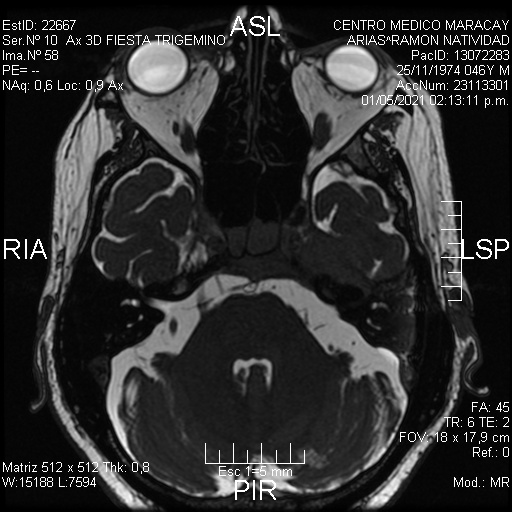 EstID: 22667
Ser.Nº 10 Ax 3D FIESTA TRIGEMINO
Ima.Nº 58
PE= --
NAq: 0,6 Loc: 0,9 Ax
ASL
CENTRO MEDICO MARACAY
ARIAS^RAMON NATIVIDAD
PacID: 13072283
25/11/1974 046Y M
AccNum: 23113301
01/05/2021 02:13:11 p.m.
RIA
LSP
FA: 45
TR: 6 TE: 2
FOV: 18 x 17,9 cm
Ref.: 0
Matriz 512 x 512 Thk: 0,8
W:15188 L:7594
Esc 1=5 mm
PIR
Mod.: MR